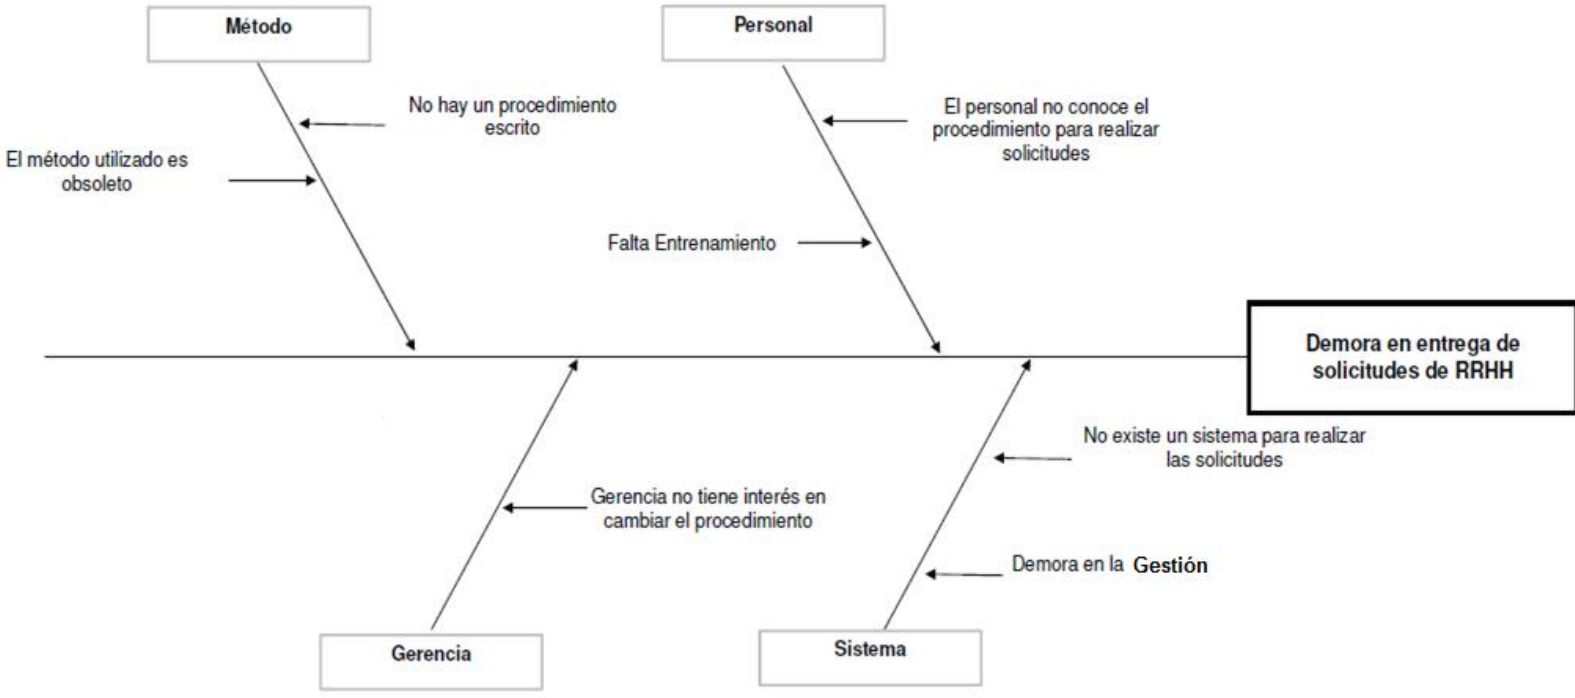 Método
Personal
No hay un procedimiento
escrito
El personal no conoce el
procedimiento para realizar
solicitudes
El método utilizado es
obsoleto
Falta Entrenamiento
Demora en entrega de
solicitudes de RRHH
No existe un sistema para realizar
las solicitudes
Gerencia no tiene interés en
cambiar el procedimiento
Demora en la Gestión
Gerencia
Sistema